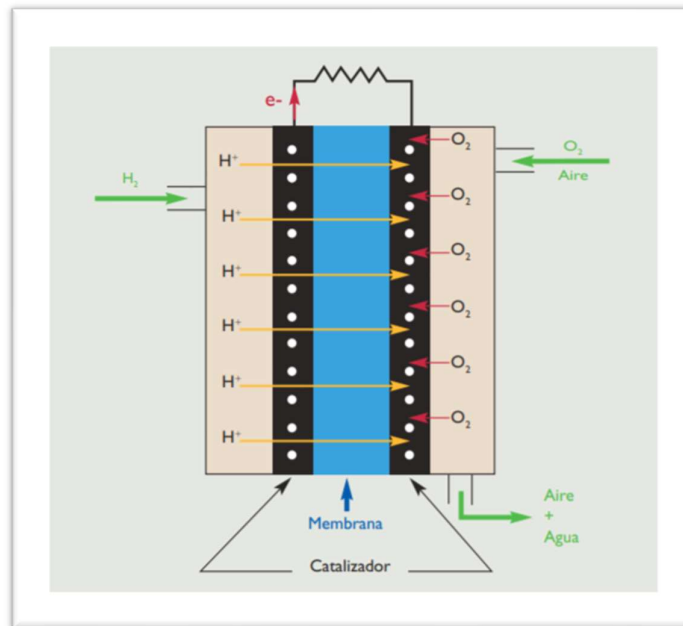 e-
H⁺
O₂
O₂
Aire
H₂
O₂
H⁺
O₂
H⁺
O₂
H⁺
O₂
H⁺
O₂
H⁺
Aire
+
Agua
Membrana
Catalizador